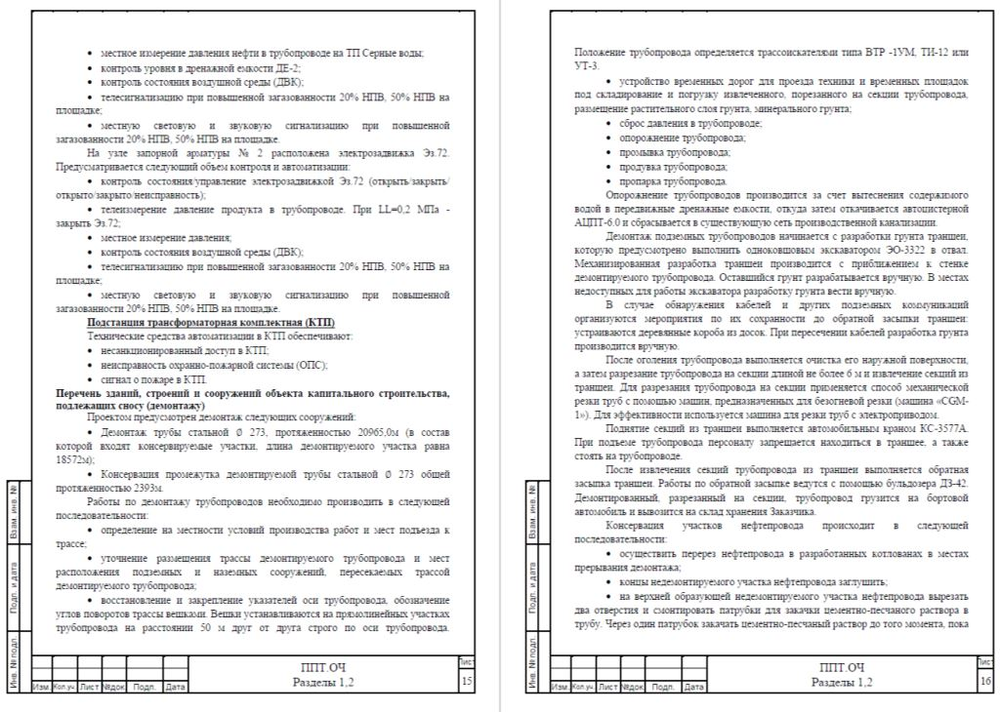 • местное измерение давления нефти в трубопроводе на ТП Серные воды;
• контроль уровня в дренажной емкости ДЕ-2;
• контроль состояния воздушной среды (ДВК);
• телесигнализацию при повышенной загазованности 20% НПВ, 50% НПВ на
площадке;
• местную световую и звуковую сигнализацию при повышенной
загазованности 20% НПВ, 50% НПВ на площадке.
На узле запорной арматуры № 2 расположена электрозадвижка Эз.72.
Предусматривается следующий объем контроля и автоматизации:
• контроль состояния/управление электрозадвижкой Эз.72 (открыть/закрыть/
открыто/закрыто/неисправность);
• телеизмерение давление продукта в трубопроводе. При LL=0,2 МПа -
закрыть Эз.72;
• местное измерение давления;
• контроль состояния воздушной среды (ДВК);
• телесигнализацию при повышенной загазованности 20% НПВ, 50% НПВ на
площадке;
• местную световую и звуковую сигнализацию при повышенной
загазованности 20% НПВ, 50% НПВ на площадке.
Подстанция трансформаторная комплектная (КТП)
Технические средства автоматизации в КТП обеспечивают:
• несанкционированный доступ в КТП;
• неисправность охранно-пожарной системы (ОПС);
• сигнал о пожаре в КТП.
Перечень зданий, строений и сооружений объекта капитального строительства,
подлежащих сносу (демонтажу)
Проектом предусмотрен демонтаж следующих сооружений:
• Демонтаж трубы стальной ∅ 273, протяженностью 20965,0м (в состав
которой входят консервируемые участки, длина демонтируемого участка равна
18572м);
• Консервация промежутка демонтируемой трубы стальной ∅ 273 общей
протяженностью 2393м.
Работы по демонтажу трубопроводов необходимо производить в следующей
последовательности:
• определение на местности условий производства работ и мест подъезда к
трассе;
• уточнение размещения трассы демонтируемого трубопровода и мест
расположения подземных и наземных сооружений, пересекаемых трассой
демонтируемого трубопровода;
• восстановление и закрепление указателей оси трубопровода, обозначение
углов поворотов трассы вешками. Вешки устанавливаются на прямолинейных участках
трубопровода на расстоянии 50 м друг от друга строго по оси трубопровода.
Взам. инв. №
Подп. и дата
Инв. № подл.
Изм. Кол.уч. Лист №док. Подп. Дата
ППТ.ОЧ
Разделы 1,2
Лист
15
Положение трубопровода определяется трассоискателями типа ВТР -1УМ, ТИ-12 или
УТ-3.
• устройство временных дорог для проезда техники и временных площадок
под складирование и погрузку извлеченного, порезанного на секции трубопровода,
размещение растительного слоя грунта, минерального грунта;
• сброс давления в трубопроводе;
• опорожнение трубопровода;
• промывка трубопровода;
• продувка трубопровода;
• пропарка трубопровода.
Опорожнение трубопроводов производится за счет вытеснения содержимого
водой в передвижные дренажные емкости, откуда затем откачивается автоцистерной
АЦПТ-6.0 и сбрасывается в существующую сеть производственной канализации.
Демонтаж подземных трубопроводов начинается с разработки грунта траншеи,
которую предусмотрено выполнить одноковшовым экскаватором ЭО-3322 в отвал.
Механизированная разработка траншеи производится с приближением к стенке
демонтируемого трубопровода. Оставшийся грунт разрабатывается вручную. В местах
недоступных для работы экскаватора разработку грунта вести вручную.
В случае обнаружения кабелей и других подземных коммуникаций
организуются мероприятия по их сохранности до обратной засыпки траншеи:
устраиваются деревянные короба из досок. При пересечении кабелей разработка грунта
производится вручную.
После оголения трубопровода выполняется очистка его наружной поверхности,
а затем разрезание трубопровода на секции длиной не более 6 м и извлечение секций из
траншеи. Для разрезания трубопровода на секции применяется способ механической
резки труб с помощью машин, предназначенных для безогневой резки (машина «CGM-
1»). Для эффективности используется машина для резки труб с электроприводом.
Поднятие секций из траншеи выполняется автомобильным краном КС-3577А.
При подъеме трубопровода персоналу запрещается находиться в траншее, а также
стоять на трубопроводе.
После извлечения секций трубопровода из траншеи выполняется обратная
засыпка траншеи. Работы по обратной засыпке ведутся с помощью бульдозера ДЗ-42.
Демонтированный, разрезанный на секции, трубопровод грузится на бортовой
автомобиль и вывозится на склад хранения Заказчика.
Консервация участков нефтепровода происходит в следующей
последовательности:
• осуществить перерез нефтепровода в разработанных котлованах в местах
прерывания демонтажа;
• концы недемонтируемого участка нефтепровода заглушить;
• на верхней образующей недемонтируемого участка нефтепровода вырезать
два отверстия и смонтировать патрубки для закачки цементно-песчаного раствора в
трубу. Через один патрубок закачать цементно-песчаный раствор до того момента, пока
Взам. инв. №
Подп. и дата
Инв. № подл.
Изм. Кол.уч. Лист №док. Подп. Дата
ППТ.ОЧ
Разделы 1,2
Лист
16